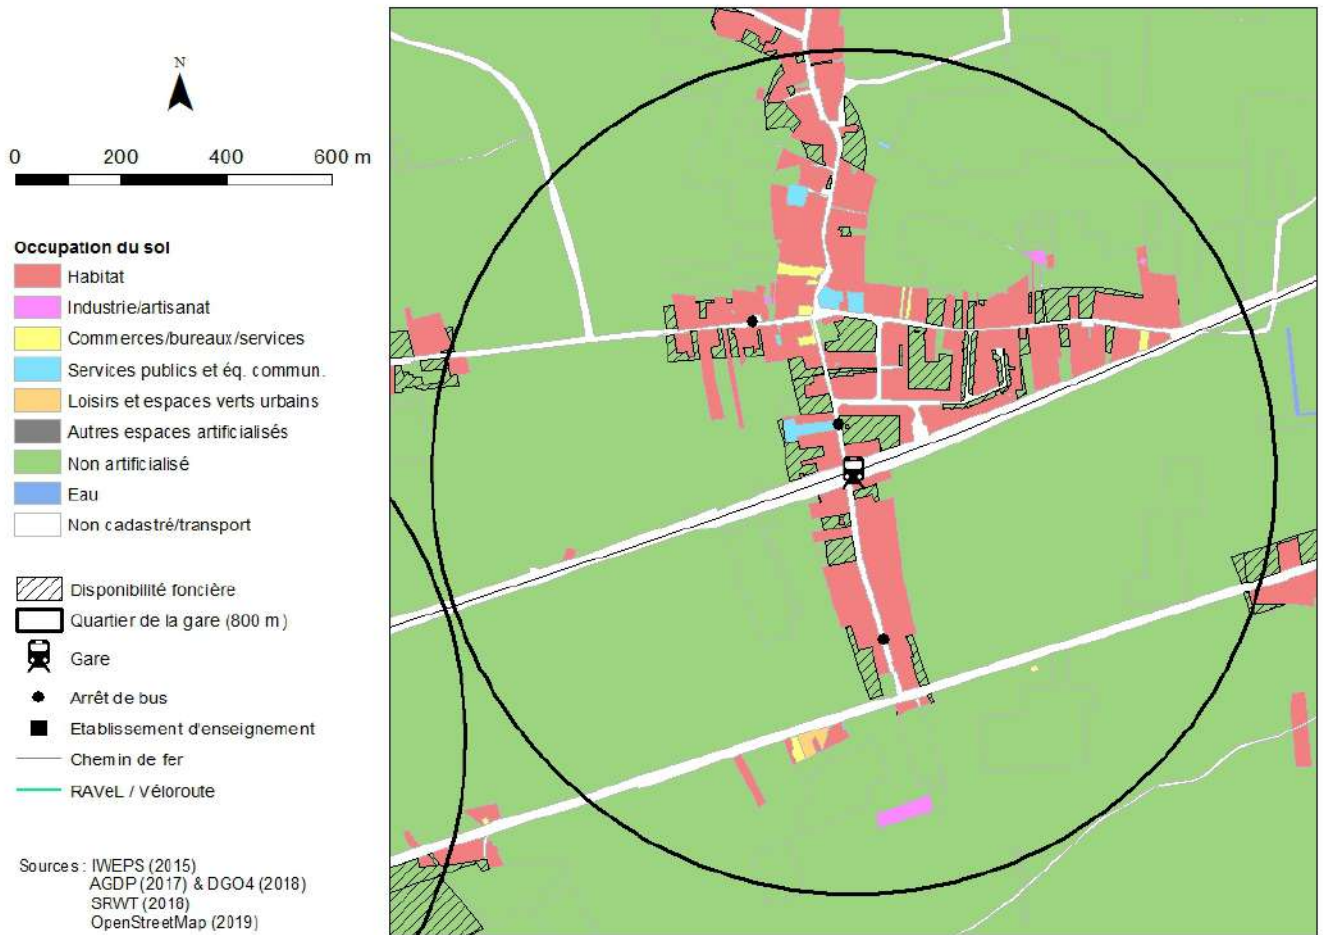 N
0 200 400 600 m
Occupation du sol
Habitat
Industrie/artisanat
Commerces/bureaux/services
Services publics et éq. commun.
Loisirs et espaces verts urbains
Autres espaces artificialisés
Non artificialisé
Eau
Non cadastré/transport
Disponibilité foncière
Quartier de la gare (800 m)
Gare
Arrêt de bus
Etablissement d'enseignement
Chemin de fer
RAVeL / Véloroute
Sources : IWEPS (2015)
AGDP (2017) & DGO4 (2018)
SRWT (2018)
OpenStreetMap (2019)